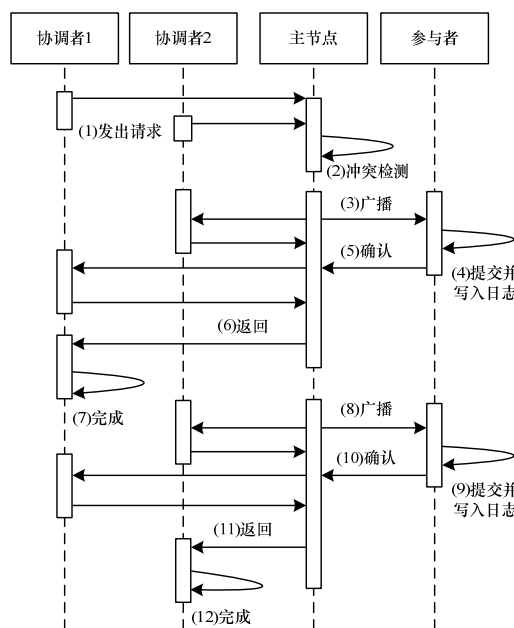 协调者1
协调者2
主节点
参与者
(1)发出请求
(2)冲突检测
(3)广播
(5)确认
(4)提交并
写入日志
(6)返回
(7)完成
(8)广播
(10)确认
(9)提交并
写入日志
(11)返回
(12)完成